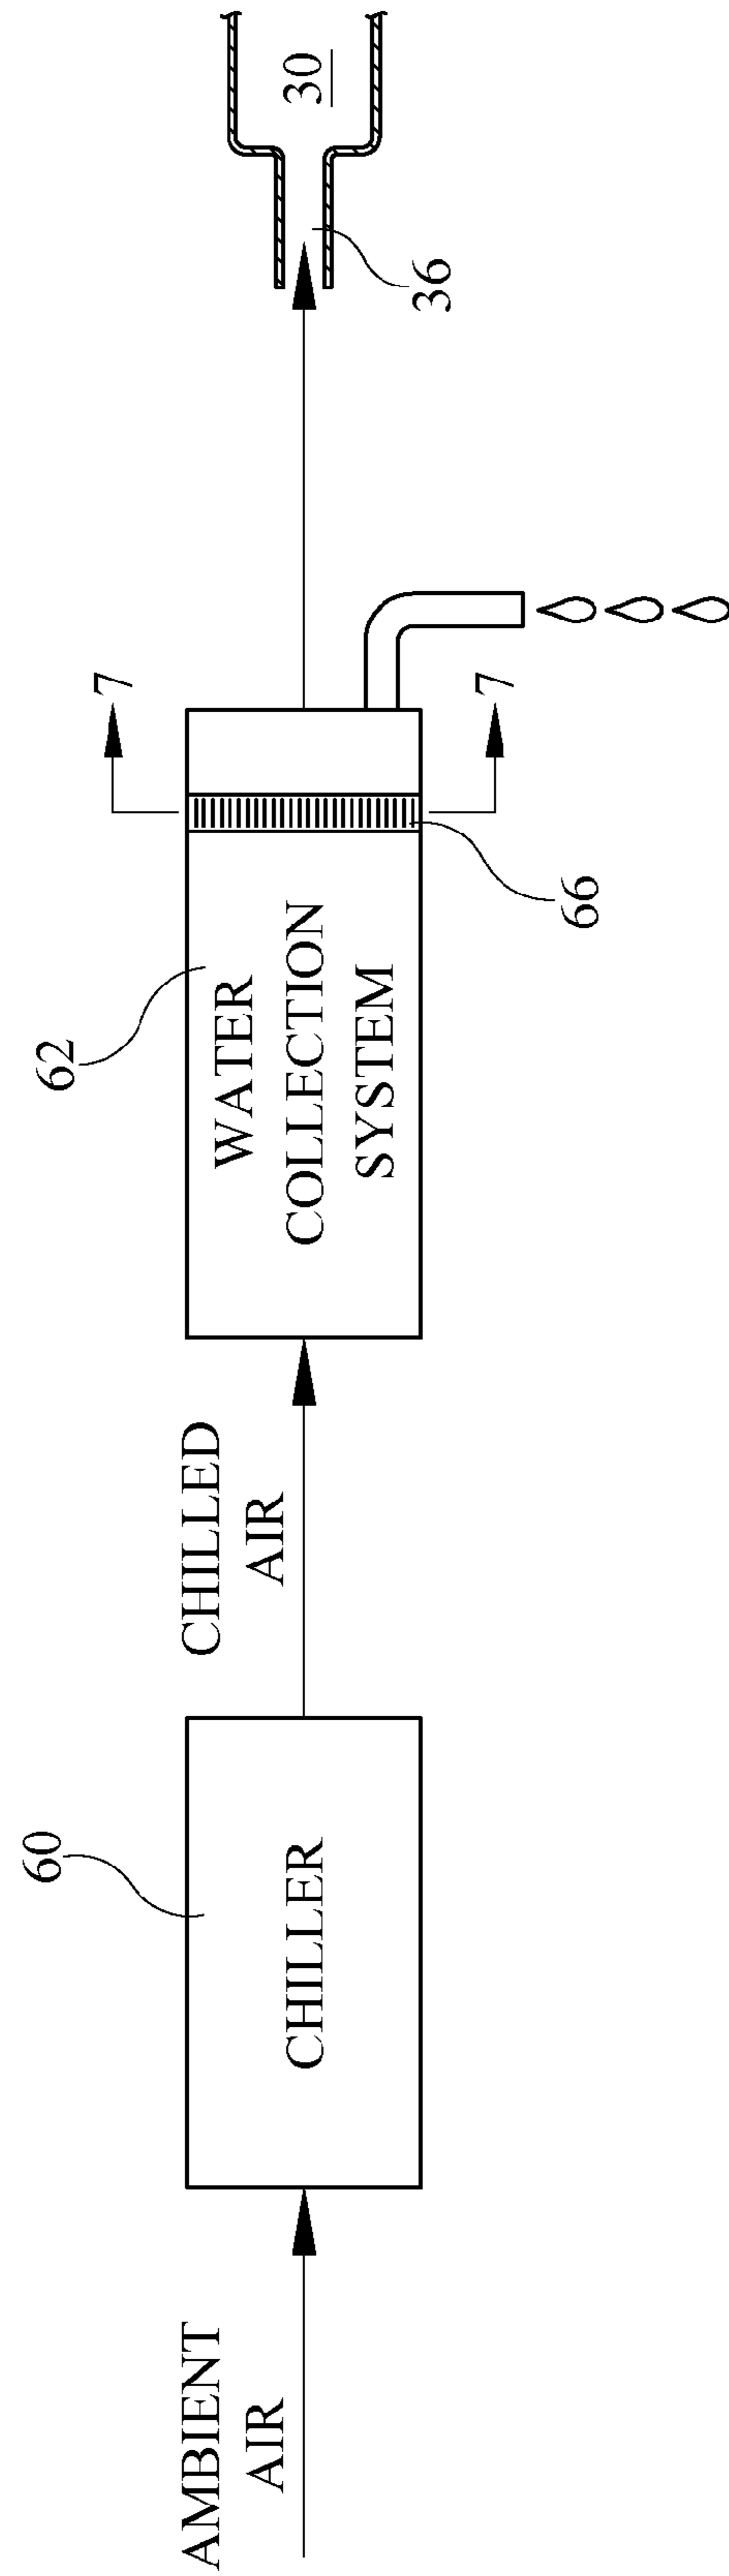 AMBIENT
AIR
60
CHILLER
CHILLED
AIR
62
WATER
COLLECTION
SYSTEM
66
7
7
36
30